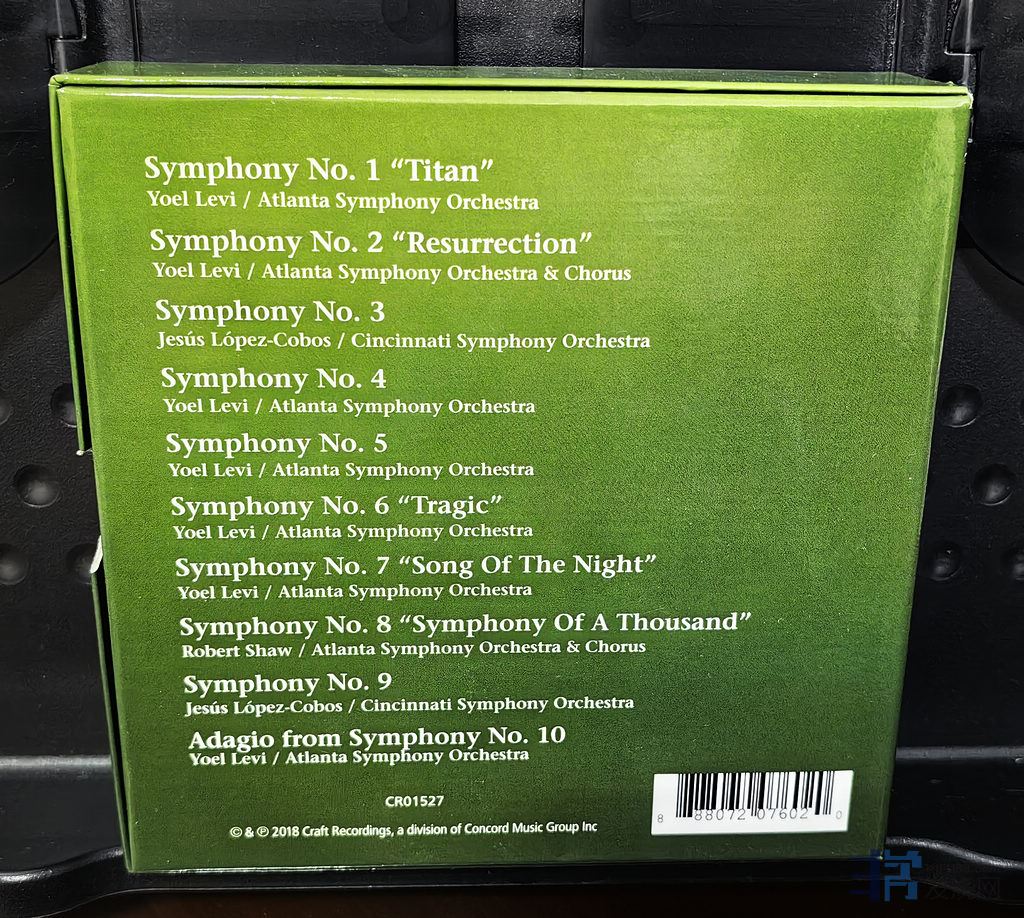 Symphony No. 1 “Titan”
Yoel Levi / Atlanta Symphony Orchestra
Symphony No. 2 “Resurrection”
Yoel Levi / Atlanta Symphony Orchestra & Chorus
Symphony No. 3
Jesús López-Cobos / Cincinnati Symphony Orchestra
Symphony No. 4
Yoel Levi / Atlanta Symphony Orchestra
Symphony No. 5
Yoel Levi / Atlanta Symphony Orchestra
Symphony No. 6 “Tragic”
Yoel Levi / Atlanta Symphony Orchestra
Symphony No. 7 “Song Of The Night”
Yoel Levi / Atlanta Symphony Orchestra
Symphony No. 8 “Symphony Of A Thousand”
Robert Shaw / Atlanta Symphony Orchestra & Chorus
Symphony No. 9
Jesús López-Cobos / Cincinnati Symphony Orchestra
Adagio from Symphony No. 10
Yoel Levi / Atlanta Symphony Orchestra
CR01527
© & ℗ 2018 Craft Recordings, a division of Concord Music Group Inc
8 88072 07602 0